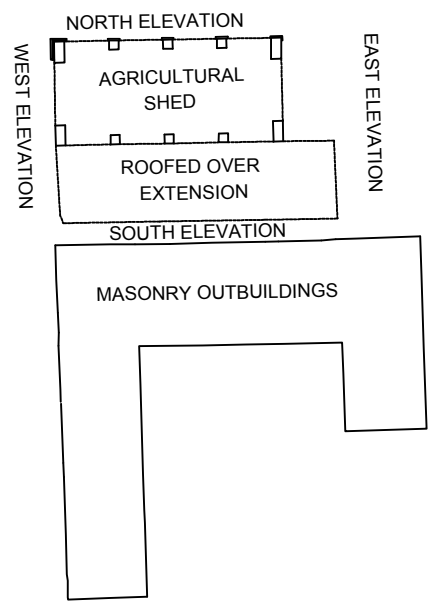 NORTH ELEVATION
WEST ELEVATION
EAST ELEVATION
AGRICULTURAL
SHED
ROOFED OVER
EXTENSION
SOUTH ELEVATION
MASONRY OUTBUILDINGS